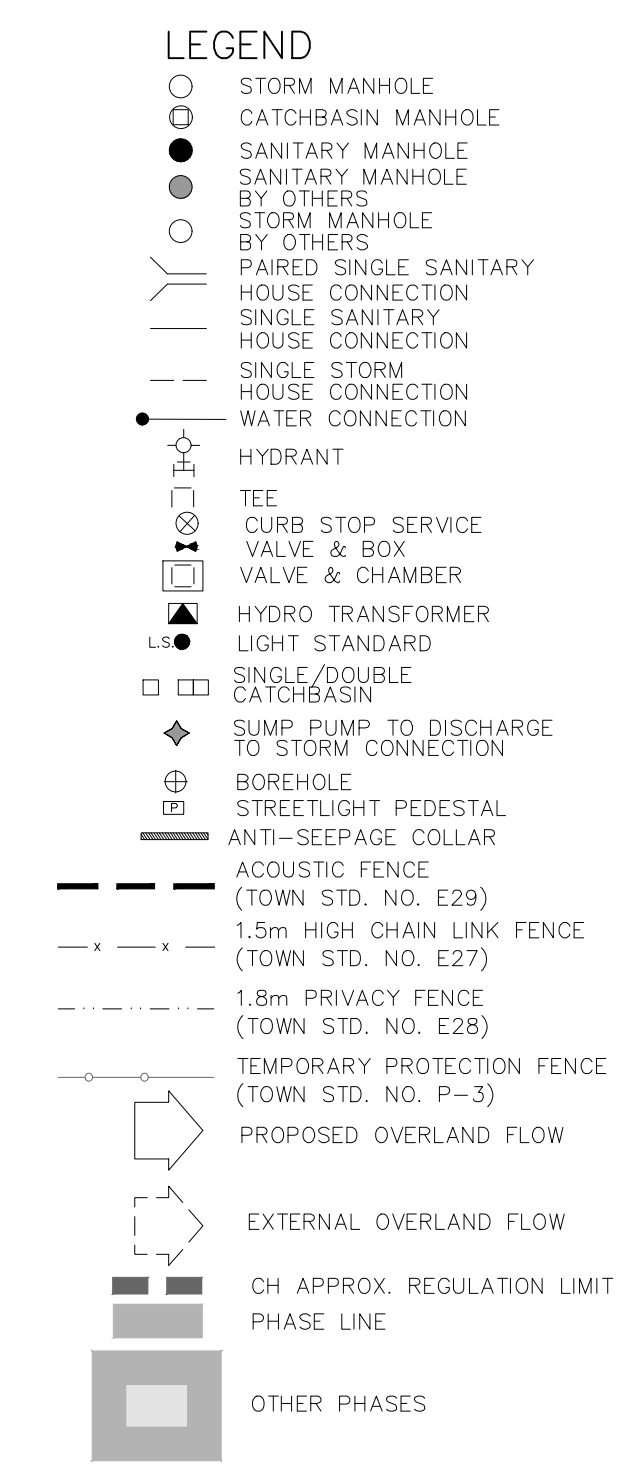 LEGEND
STORM MANHOLE
CATCHBASIN MANHOLE
SANITARY MANHOLE
SANITARY MANHOLE
BY OTHERS
STORM MANHOLE
BY OTHERS
PAIRED SINGLE SANITARY
HOUSE CONNECTION
SINGLE SANITARY
HOUSE CONNECTION
SINGLE STORM
HOUSE CONNECTION
WATER CONNECTION
HYDRANT
TEE
CURB STOP SERVICE
VALVE & BOX
VALVE & CHAMBER
HYDRO TRANSFORMER
L.S. LIGHT STANDARD
SINGLE/DOUBLE
CATCHBASIN
SUMP PUMP TO DISCHARGE
TO STORM CONNECTION
BOREHOLE
P STREETLIGHT PEDESTAL
ANTI-SEEPAGE COLLAR
ACOUSTIC FENCE
(TOWN STD. NO. E29)
1.5m HIGH CHAIN LINK FENCE
x x (TOWN STD. NO. E27)
1.8m PRIVACY FENCE
(TOWN STD. NO. E28)
TEMPORARY PROTECTION FENCE
(TOWN STD. NO. P-3)
PROPOSED OVERLAND FLOW
EXTERNAL OVERLAND FLOW
CH APPROX. REGULATION LIMIT
PHASE LINE
OTHER PHASES